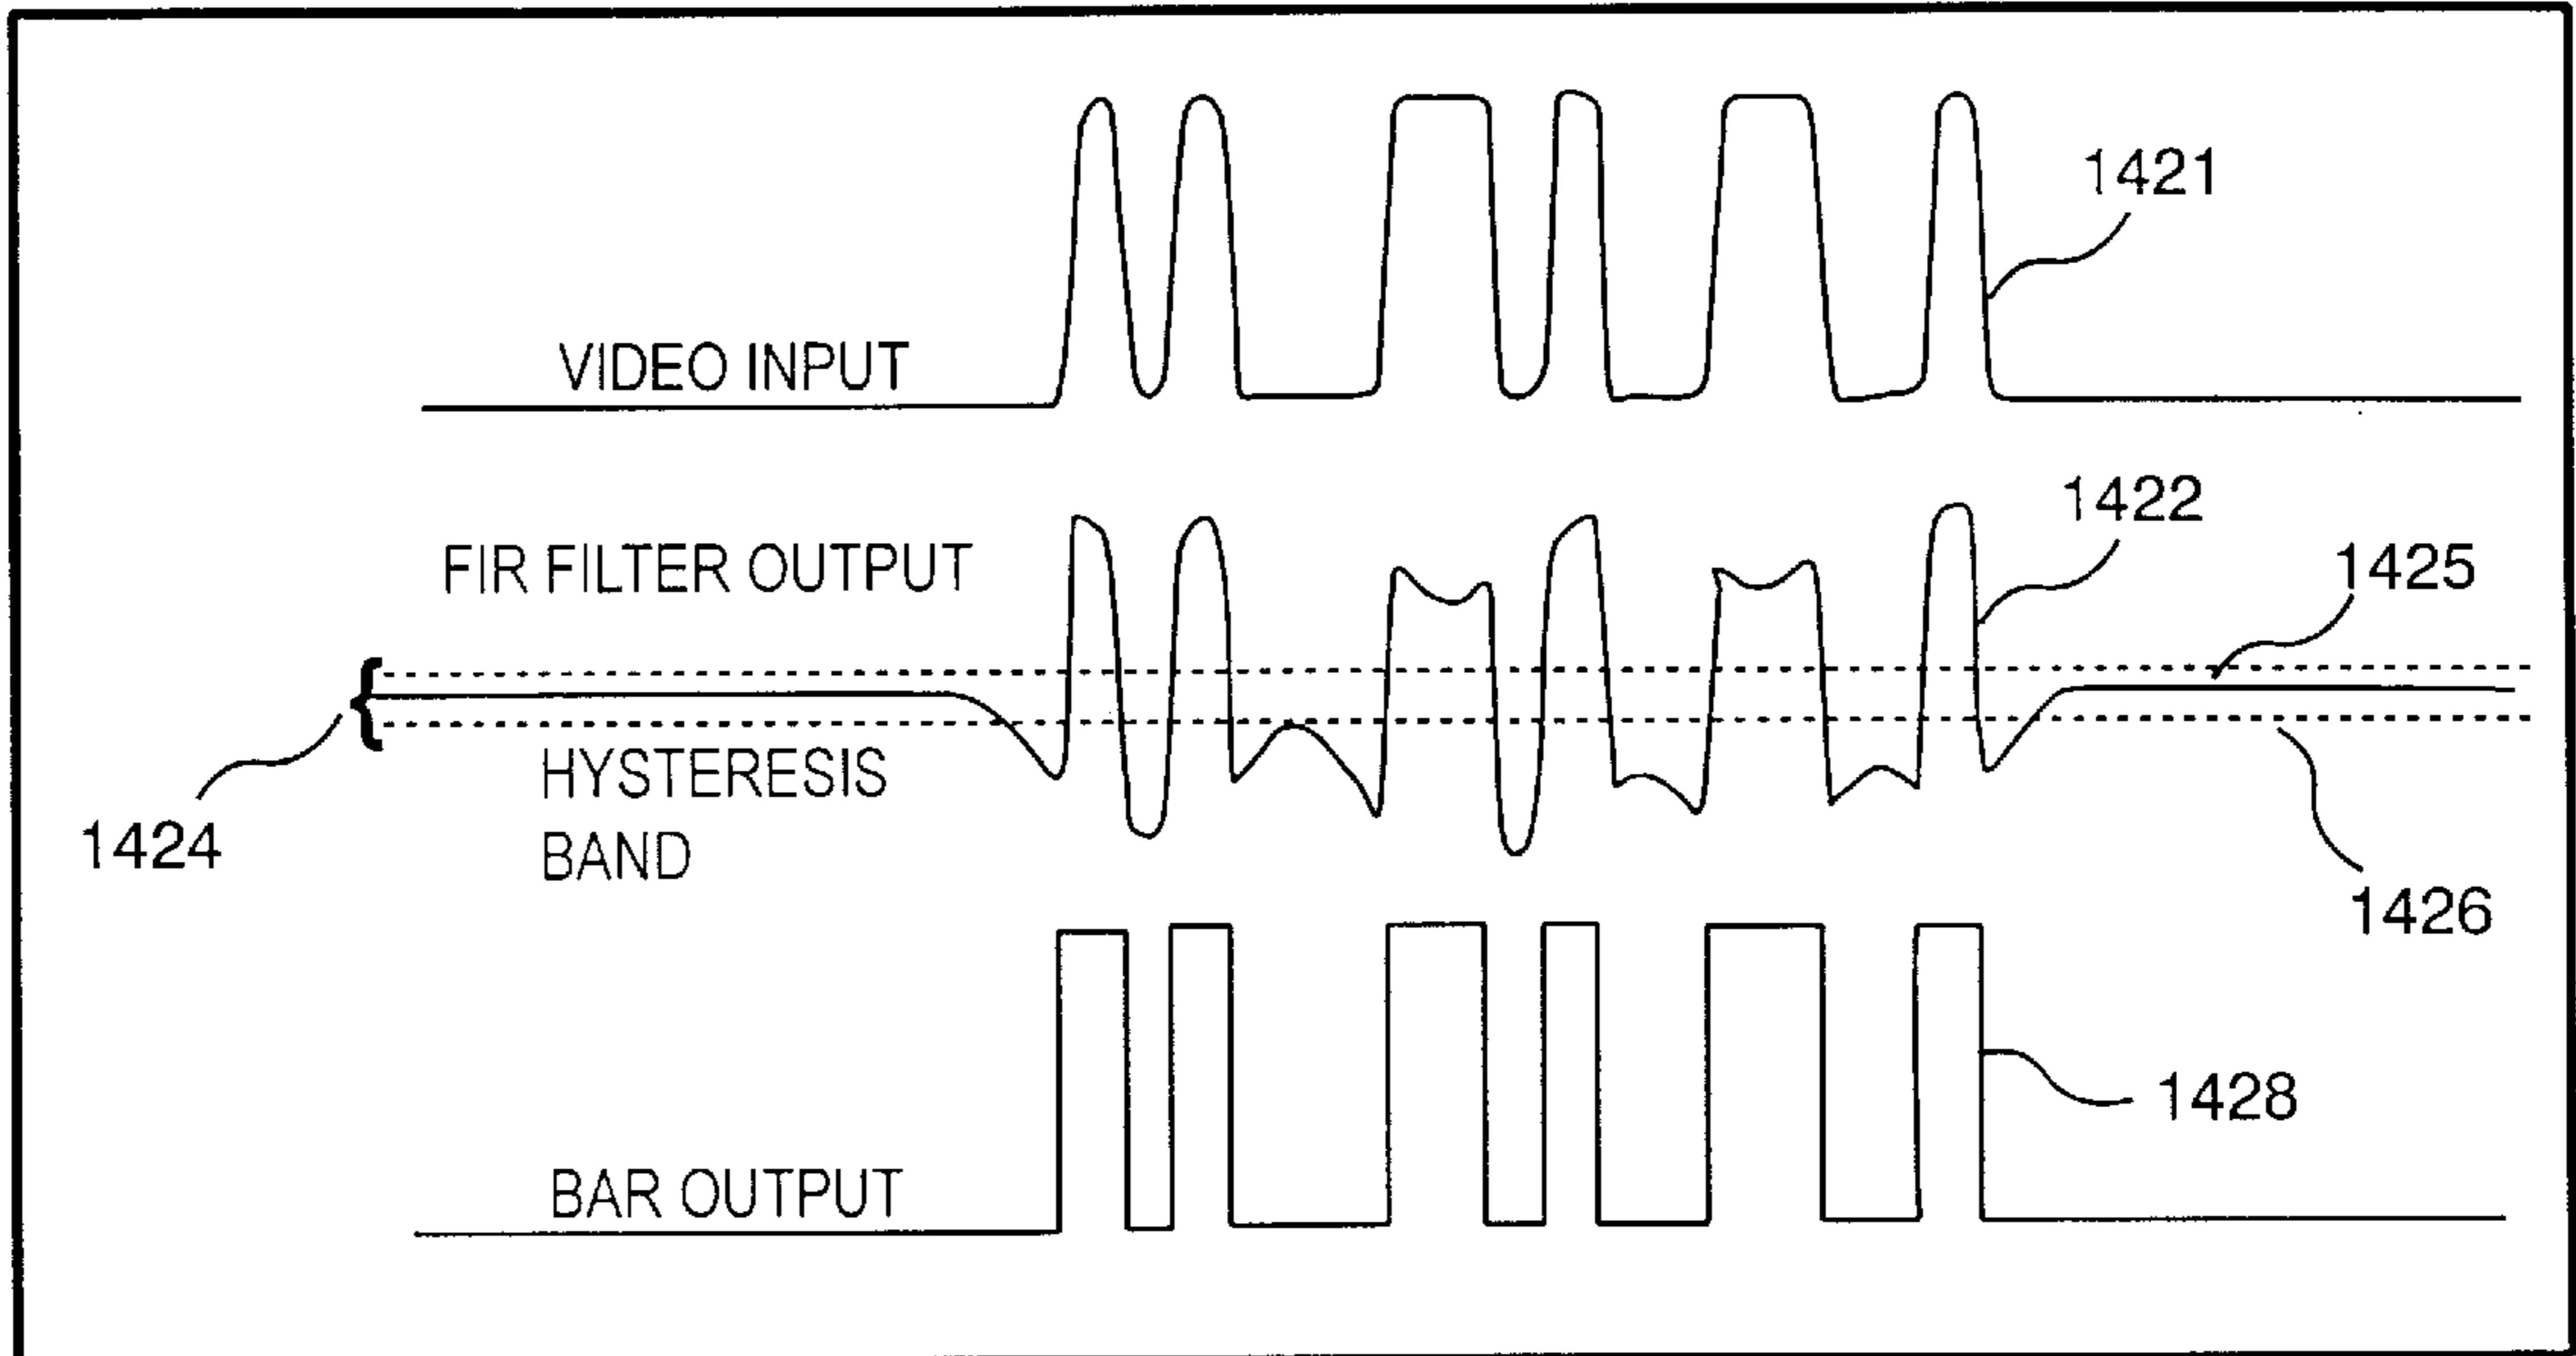 1421
VIDEO INPUT
1422
FIR FILTER OUTPUT
1425
HYSTERESIS
BAND
1424
1426
1428
BAR OUTPUT